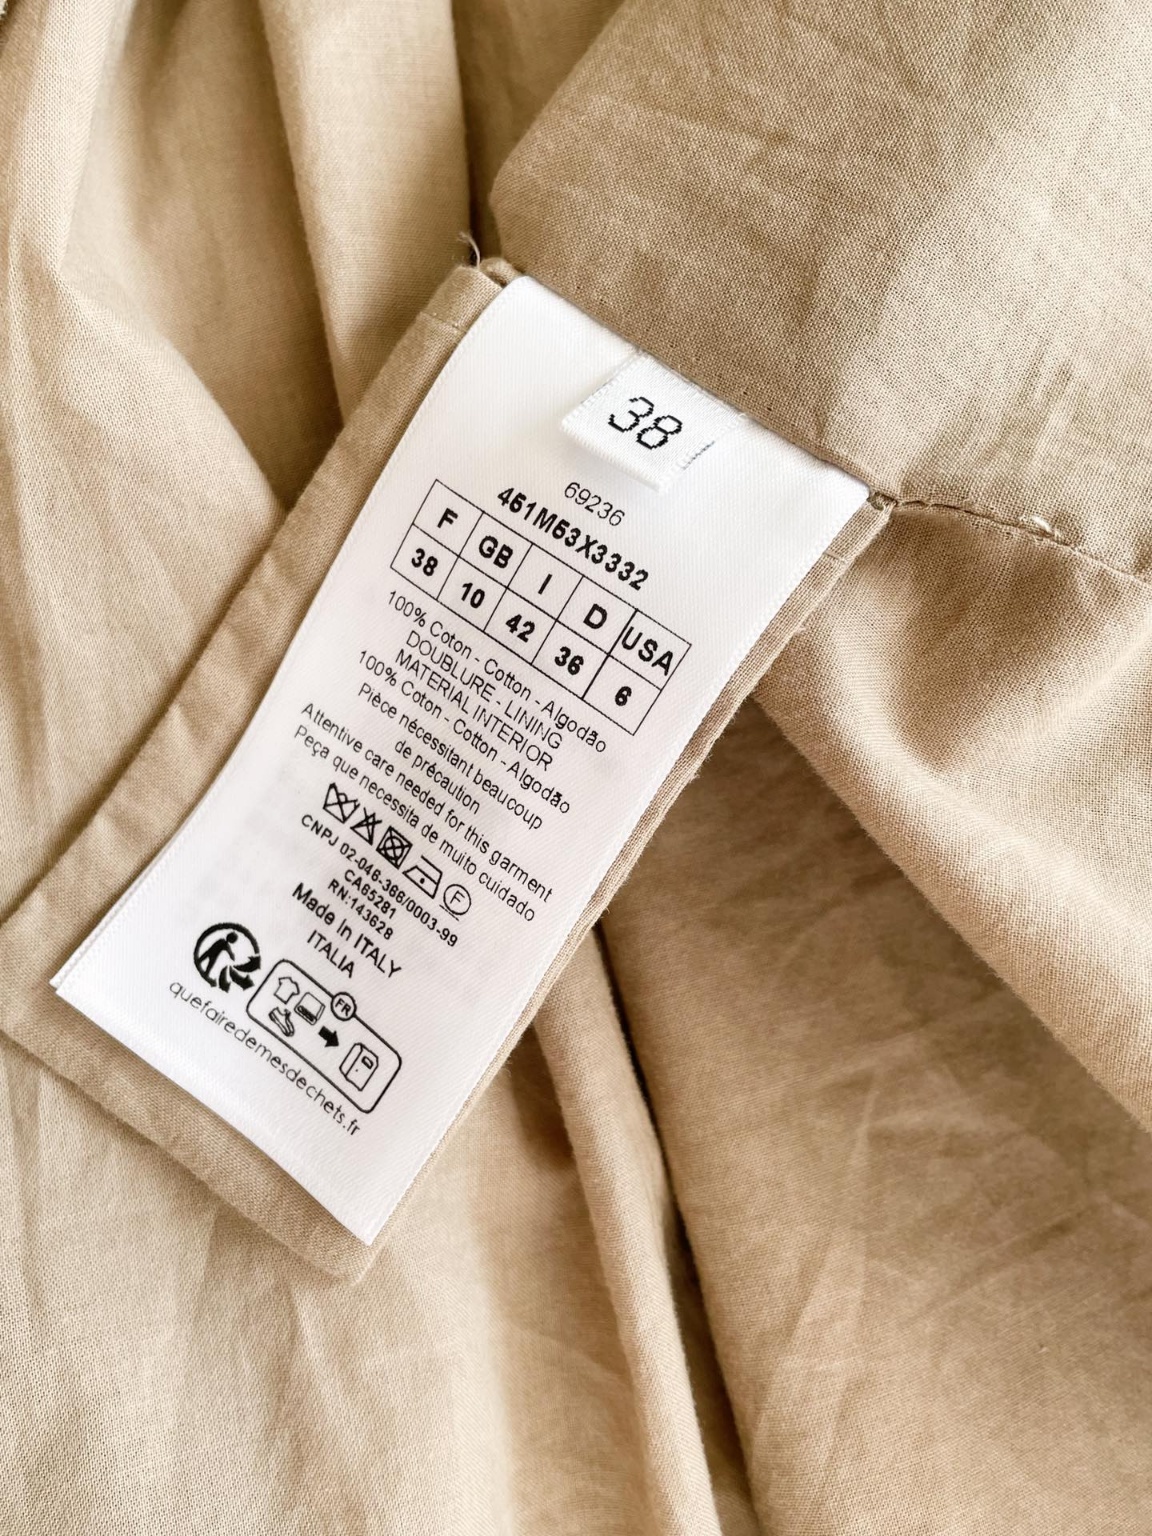 38
69236
451M53X3332
F GB I D USA
38 10 42 36 6
100% Coton - Cotton - Algodão
DOUBLURE - LINING
MATERIAL INTERIOR
100% Coton - Cotton - Algodão
Pièce nécessitant beaucoup
de précaution
Attentive care needed for this garment
Peça que necessita de muito cuidado
F
CNPJ 02-046-366/0003-99
CA65281
RN:143628
Made in ITALY
ITALIA
FR
quefairedemesdechets.fr